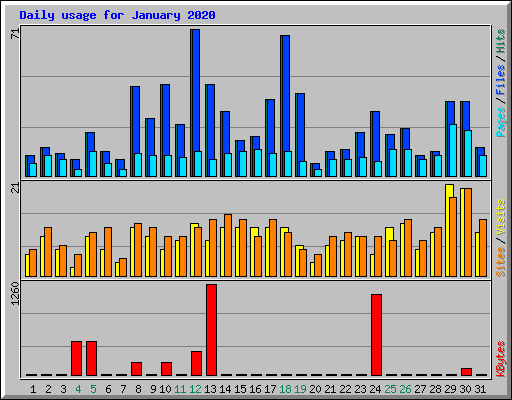 Daily usage for January 2020
71
Pages / Files / Hits
21
Sites / Visits
1260
KBytes
1 2 3 4 5 6 7 8 9 10 11 12 13 14 15 16 17 18 19 20 21 22 23 24 25 26 27 28 29 30 31